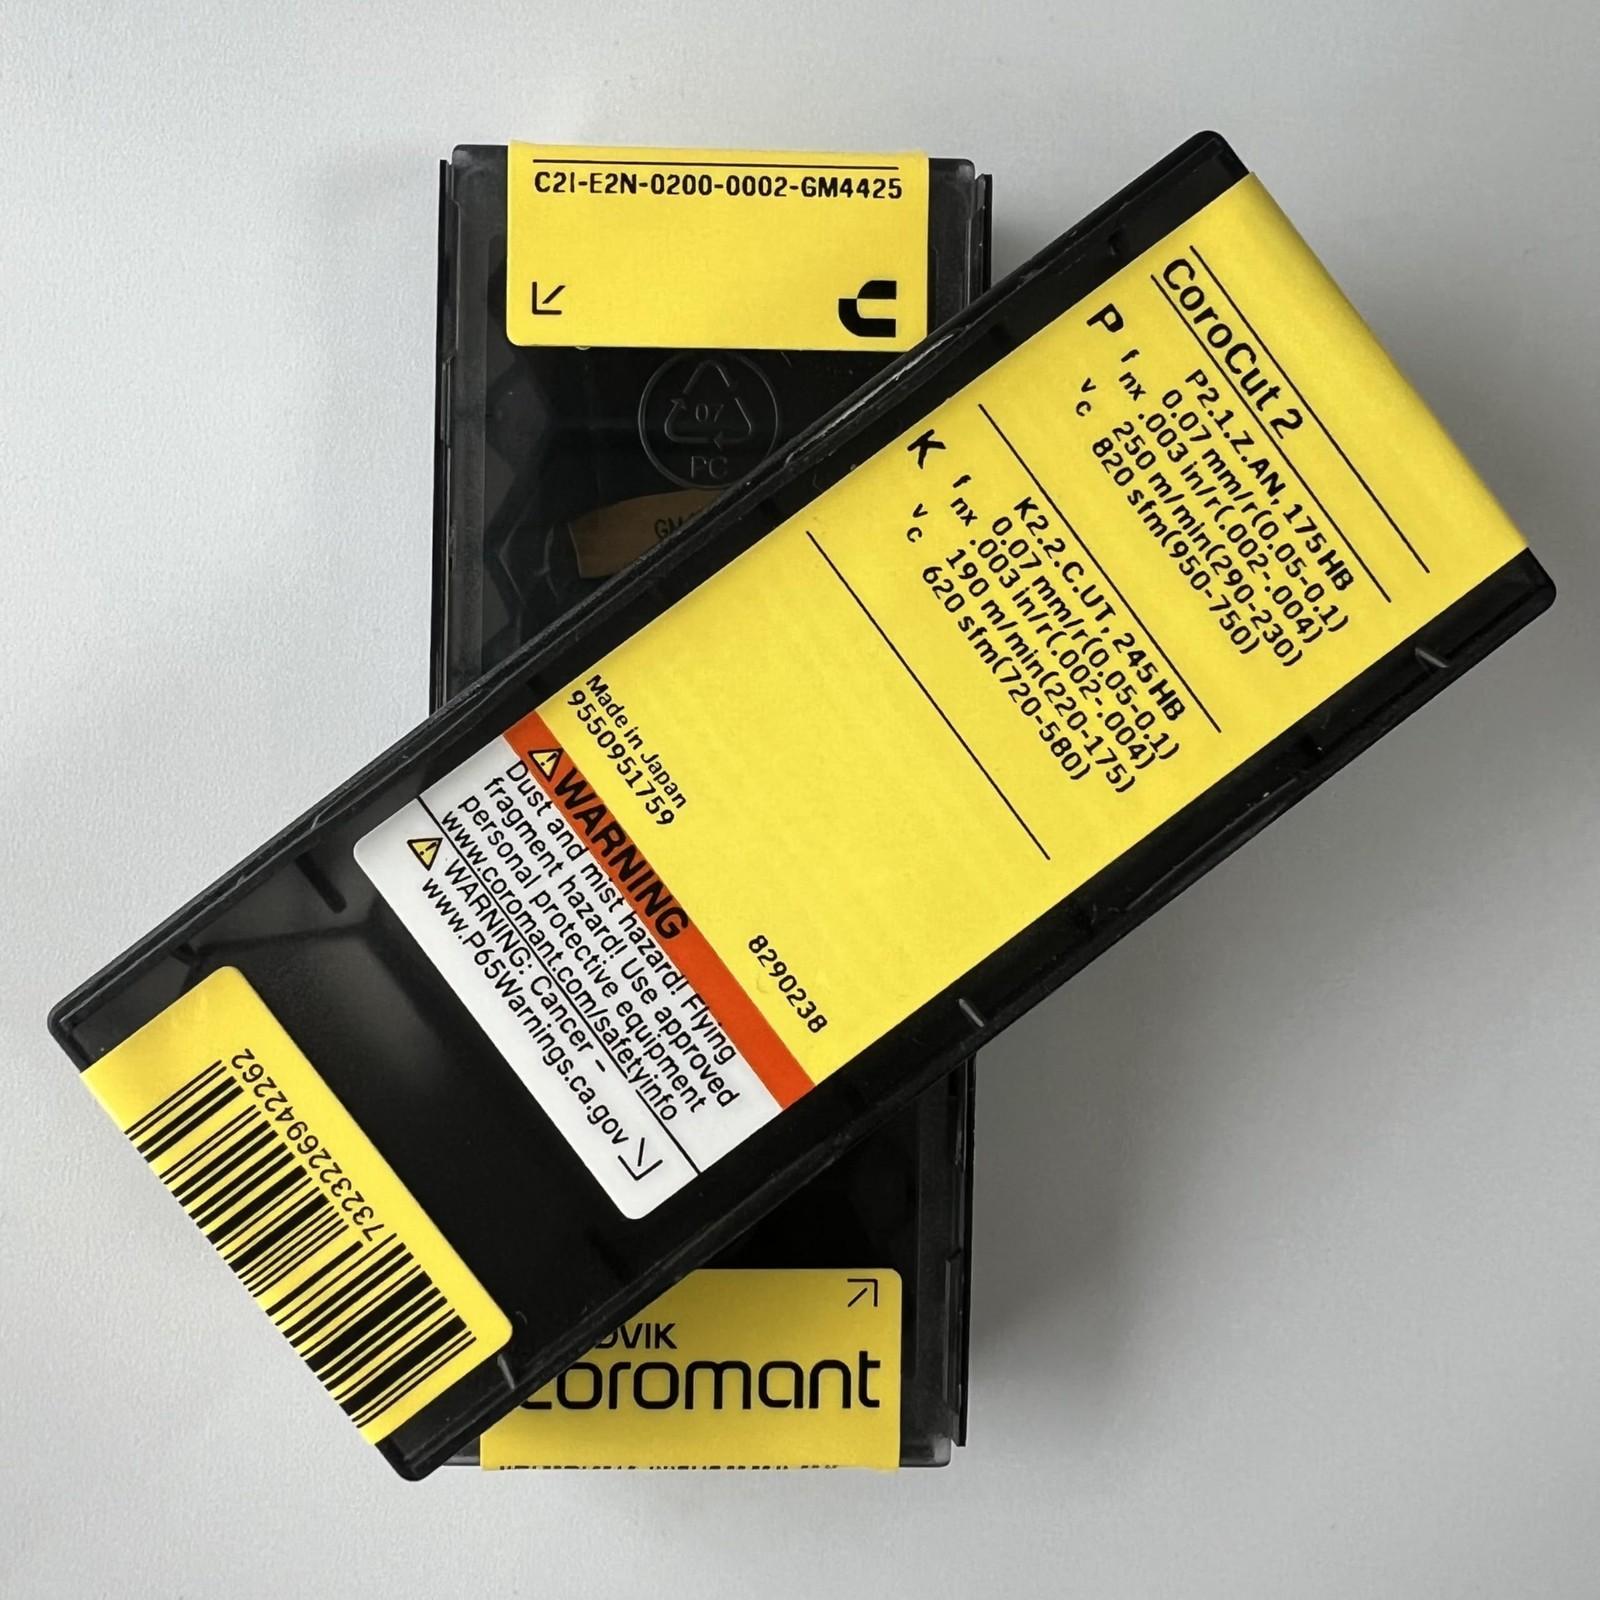 C2I-E2N-0200-0002-GM4425
07
PC
CoroCut 2
P P2.1.Z.AN, 175 HB
f nx 0.07 mm/r(0.05-0.1)
.003 in/r(.002-.004)
v c 250 m/min(290-230)
820 sfm(950-750)
K K2.2.C.UT, 245 HB
f nx 0.07 mm/r(0.05-0.1)
.003 in/r(.002-.004)
v c 190 m/min(220-175)
620 sfm(720-580)
Made in Japan
9550951759
8290238
WARNING
Dust and mist hazard! Flying
fragment hazard! Use approved
personal protective equipment
www.coromant.com/safetyinfo
WARNING: Cancer –
www.P65Warnings.ca.gov
7323226942262
coromant